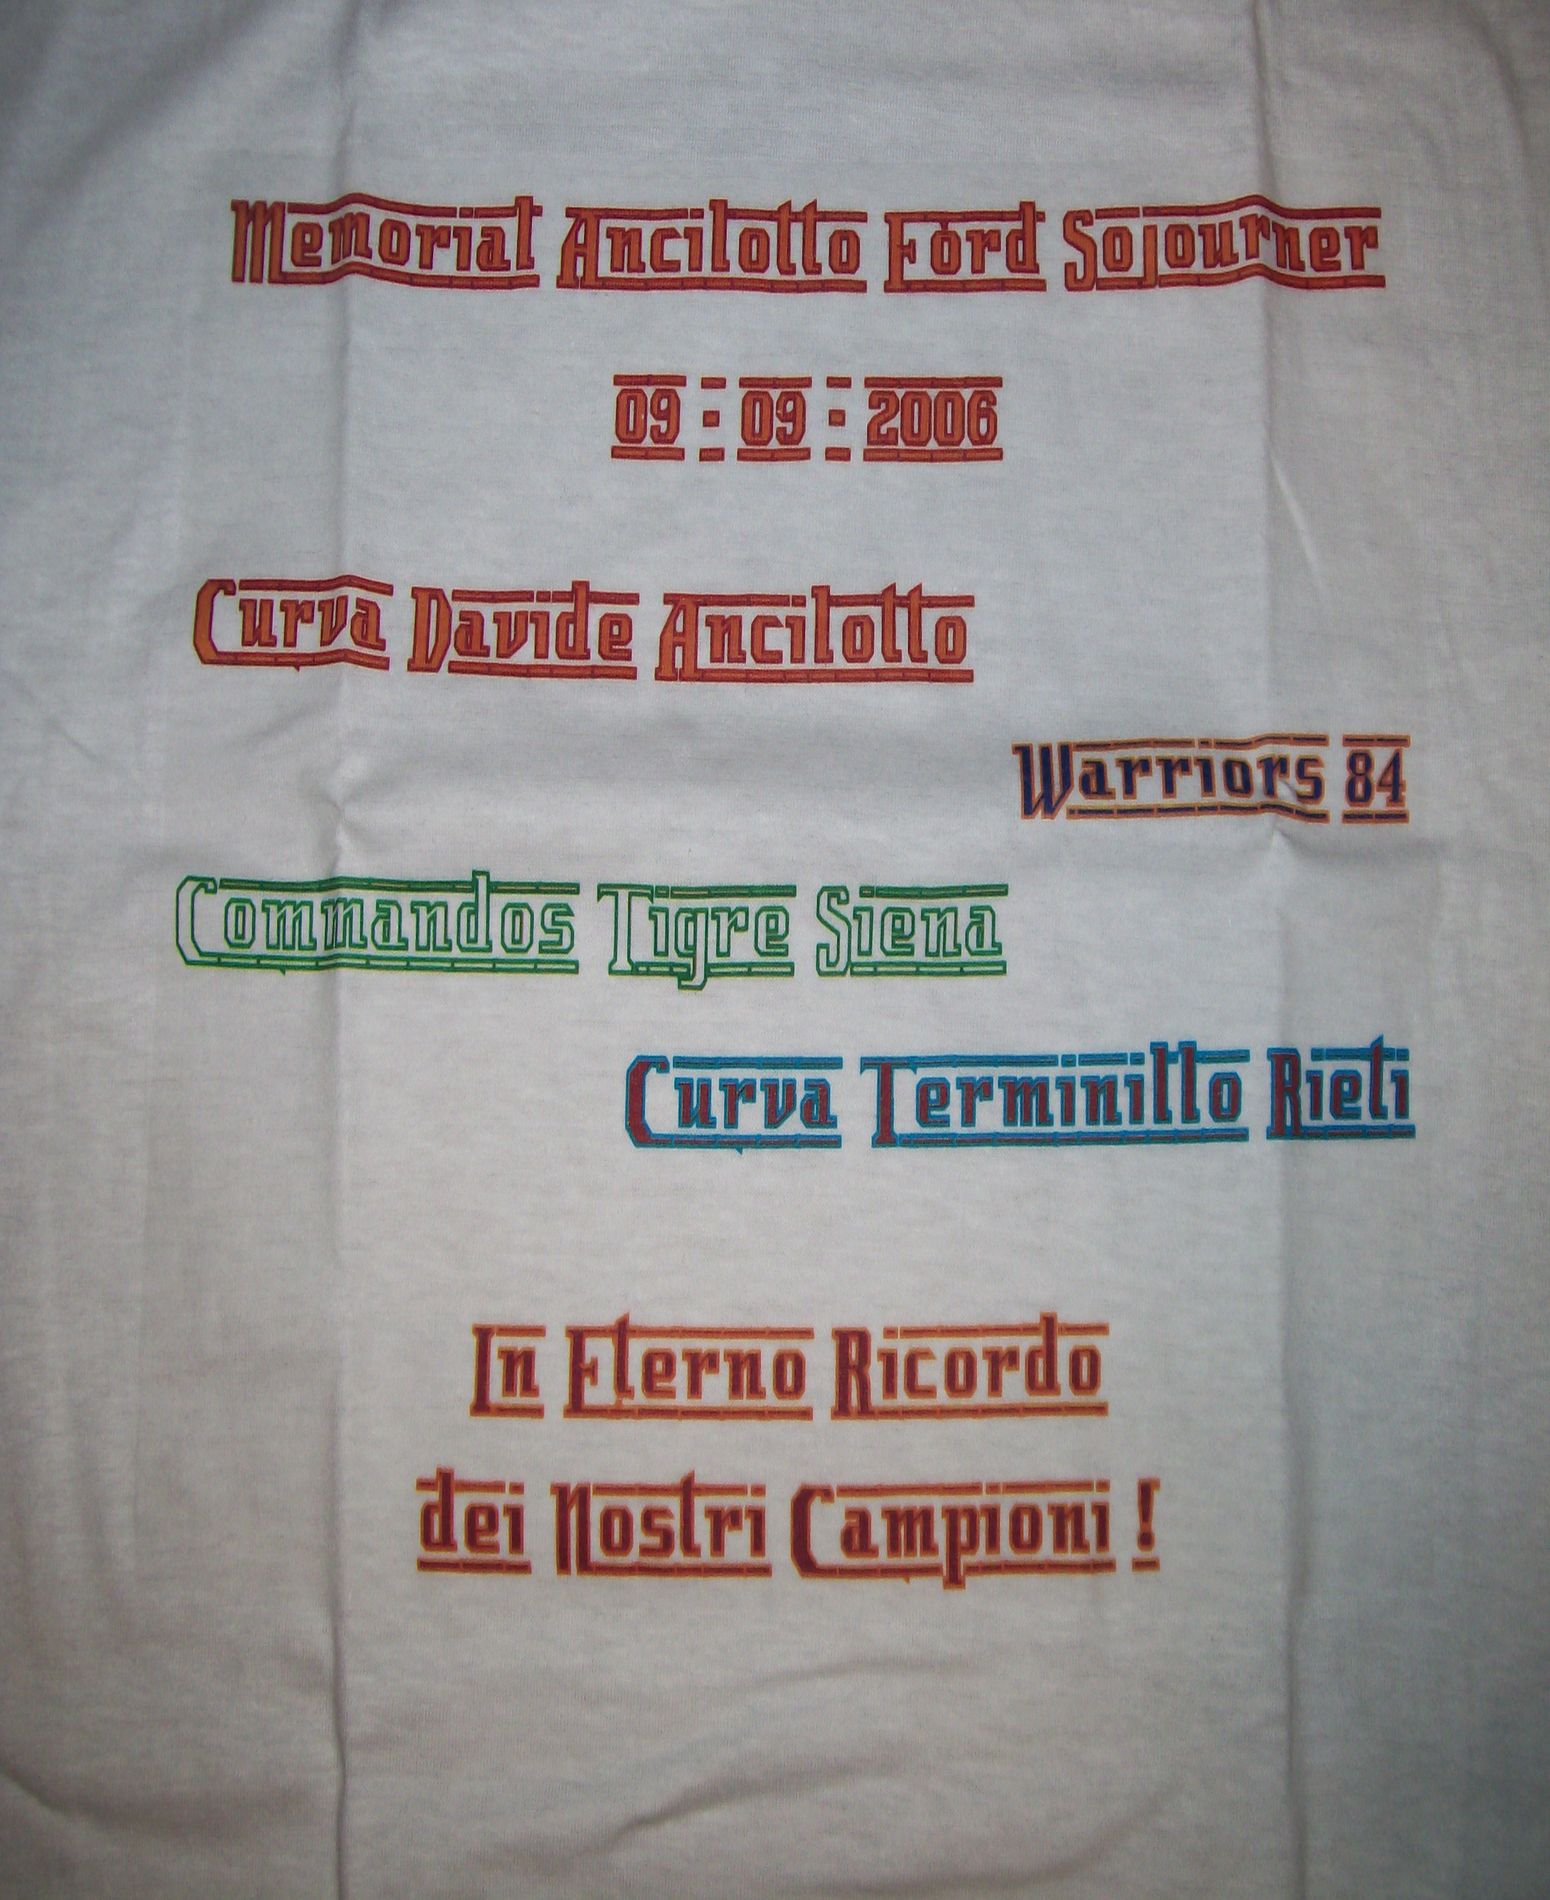 Memorial Ancilotto Ford Sojourner
09-09-2006
Curva Davide Ancilotto
Warriors 84
Commandos Tigre Siena
Curva Terminillo Rieti
In Eterno Ricordo
dei Nostri Campioni !